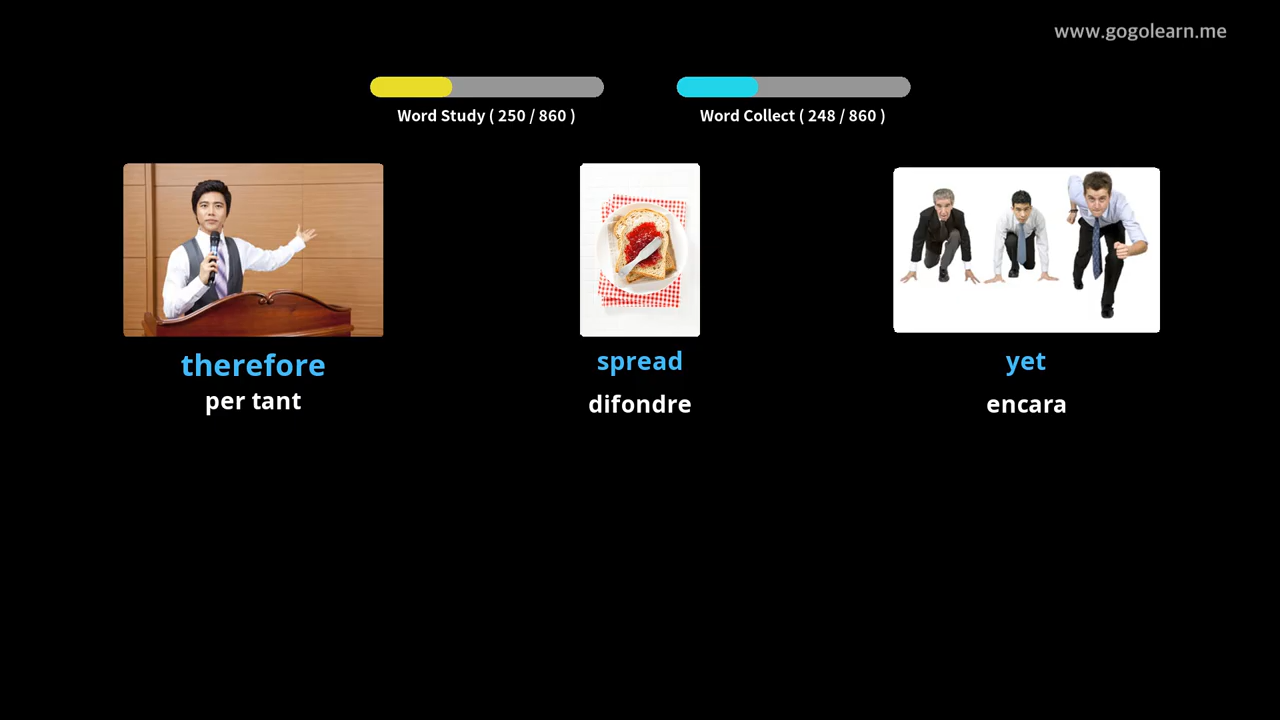 www.gogolearn.me
Word Study ( 250 / 860 )
Word Collect ( 248 / 860 )
therefore
per tant
spread
difondre
yet
encara